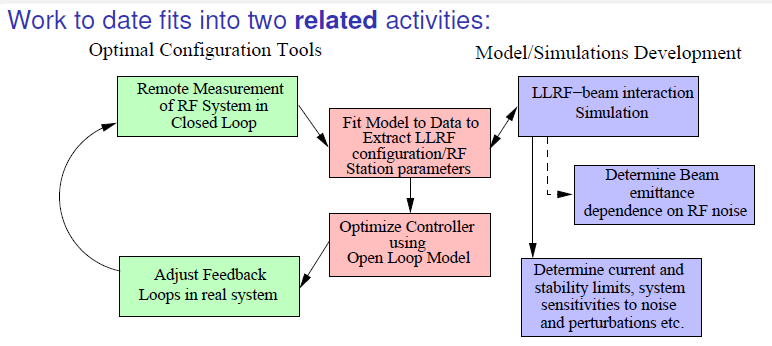 Work to date fits into two related activities:
Optimal Configuration Tools
Model/Simulations Development
Remote Measurement
of RF System in
Closed Loop
Fit Model to Data to
Extract LLRF
configuration/RF
Station parameters
LLRF−beam interaction
Simulation
Determine Beam
emittance
dependence on RF noise
Optimize Controller
using
Open Loop Model
Adjust Feedback
Loops in real system
Determine current and
stability limits, system
sensitivities to noise
and perturbations etc.